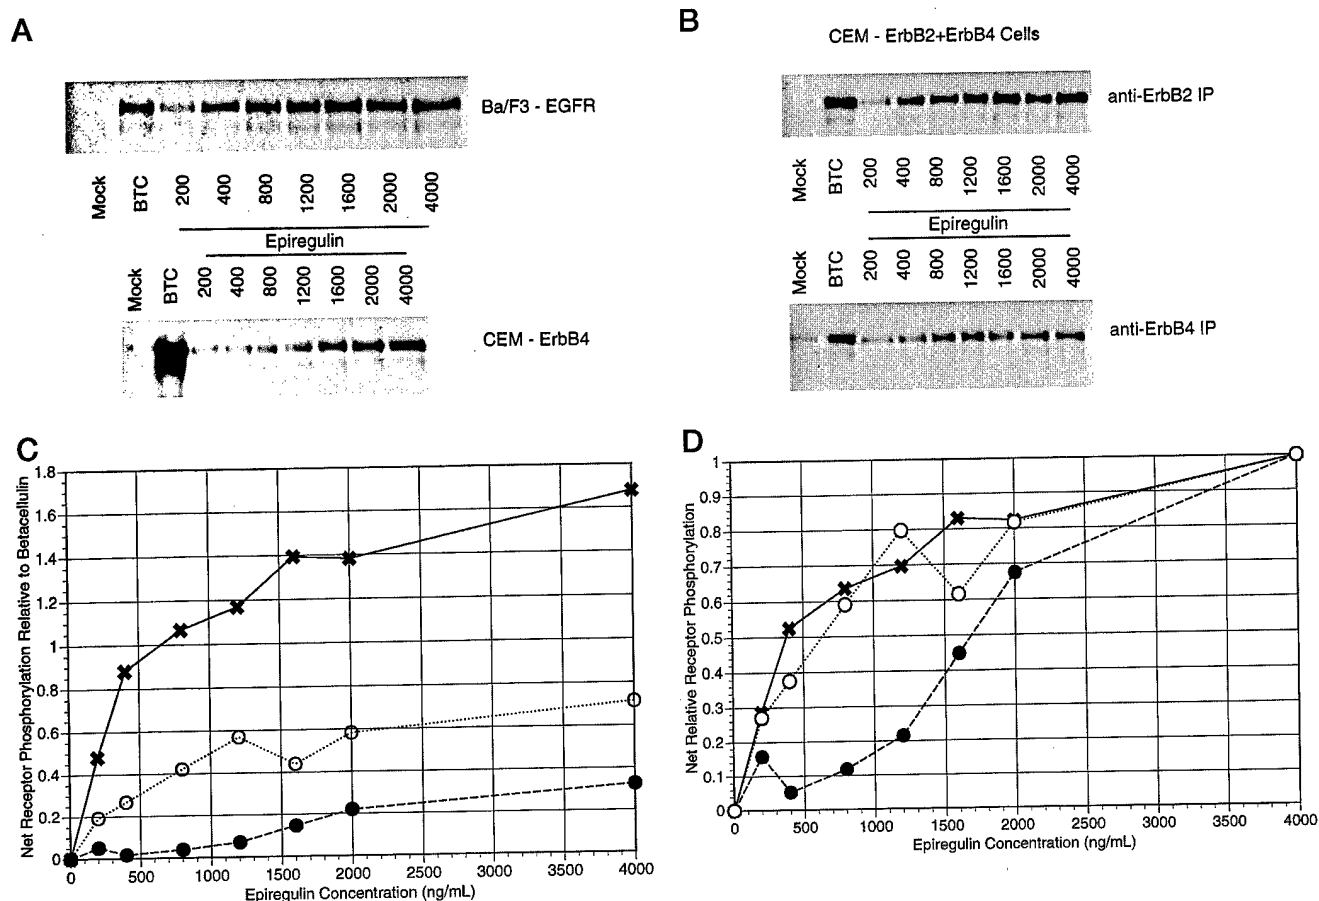 A
Ba/F3 - EGFR
Mock BTC 200 400 800 1200 1600 2000 4000
Epiregulin
Mock BTC 200 400 800 1200 1600 2000 4000
CEM - ErbB4
B
CEM - ErbB2+ErbB4 Cells
anti-ErbB2 IP
Mock BTC 200 400 800 1200 1600 2000 4000
Epiregulin
Mock BTC 200 400 800 1200 1600 2000 4000
anti-ErbB4 IP
C
Net Receptor Phosphorylation Relative to Betacellulin
1.8
1.6
1.4
1.2
1
0.8
0.6
0.4
0.2
0
0 500 1000 1500 2000 2500 3000 3500 4000
Epiregulin Concentration (ng/mL)
D
Net Relative Receptor Phosphorylation
1
0.9
0.8
0.7
0.6
0.5
0.4
0.3
0.2
0.1
0
0 500 1000 1500 2000 2500 3000 3500 4000
Epiregulin Concentration (ng/mL)